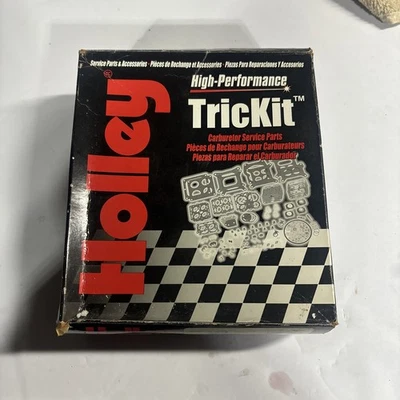 Service Parts & Accessories · Pièces de Rechange et Accessoires · Piezas Para Reparaciones Y Accesorios
High-Performance
TricKit™
Carburetor Service Parts
Pièces de Rechange pour Carburateurs
Piezas para Reparar el Carburador
Holley®